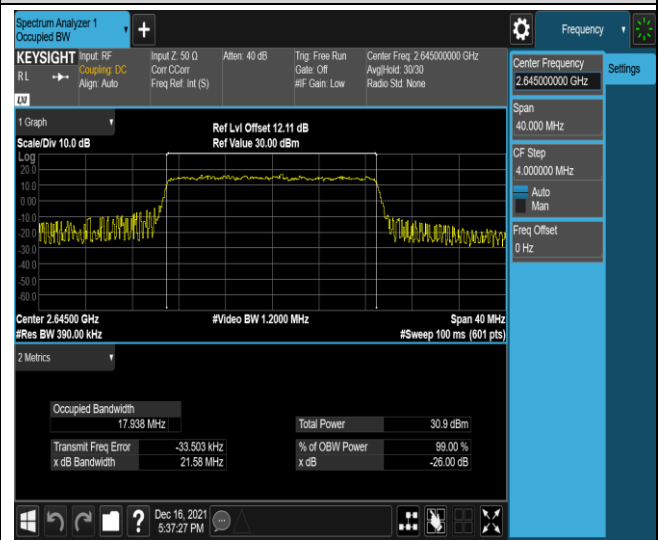 Spectrum Analyzer 1
Occupied BW
+
Frequency
KEYSIGHT
RL
LXI
Input: RF
Coupling: DC
Align: Auto
Input Z: 50 Ω
Corr CCorr
Freq Ref: Int (S)
Atten: 40 dB
Trig: Free Run
Gate: Off
#IF Gain: Low
Center Freq: 2.645000000 GHz
Avg|Hold: 30/30
Radio Std: None
Center Frequency
2.645000000 GHz
Settings
Span
40.000 MHz
CF Step
4.000000 MHz
Auto
Man
Freq Offset
0 Hz
1 Graph
Scale/Div 10.0 dB
Ref Lvl Offset 12.11 dB
Ref Value 30.00 dBm
Log
20.0
10.0
0.00
-10.0
-20.0
-30.0
-40.0
-50.0
-60.0
Center 2.64500 GHz
#Video BW 1.2000 MHz
Span 40 MHz
#Res BW 390.00 kHz
#Sweep 100 ms (601 pts)
2 Metrics
Occupied Bandwidth
17.938 MHz
Total Power 30.9 dBm
Transmit Freq Error -33.503 kHz
% of OBW Power 99.00 %
x dB Bandwidth 21.58 MHz
x dB -26.00 dB
?
Dec 16, 2021
5:37:27 PM